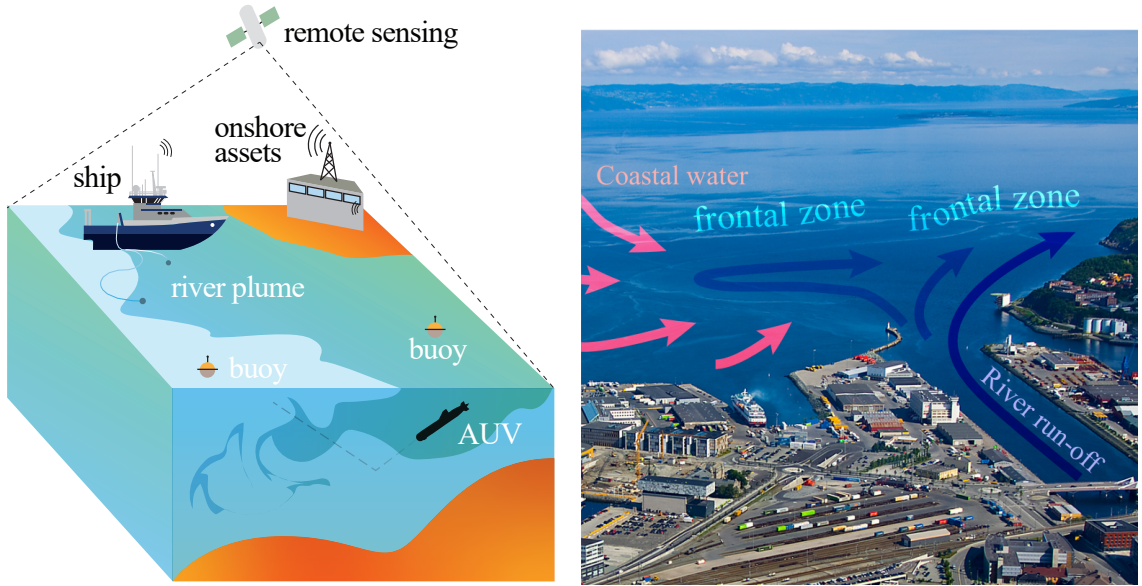 remote sensing
onshore
assets
ship
river plume
buoy
buoy
AUV
Coastal water
frontal zone
frontal zone
River run-off